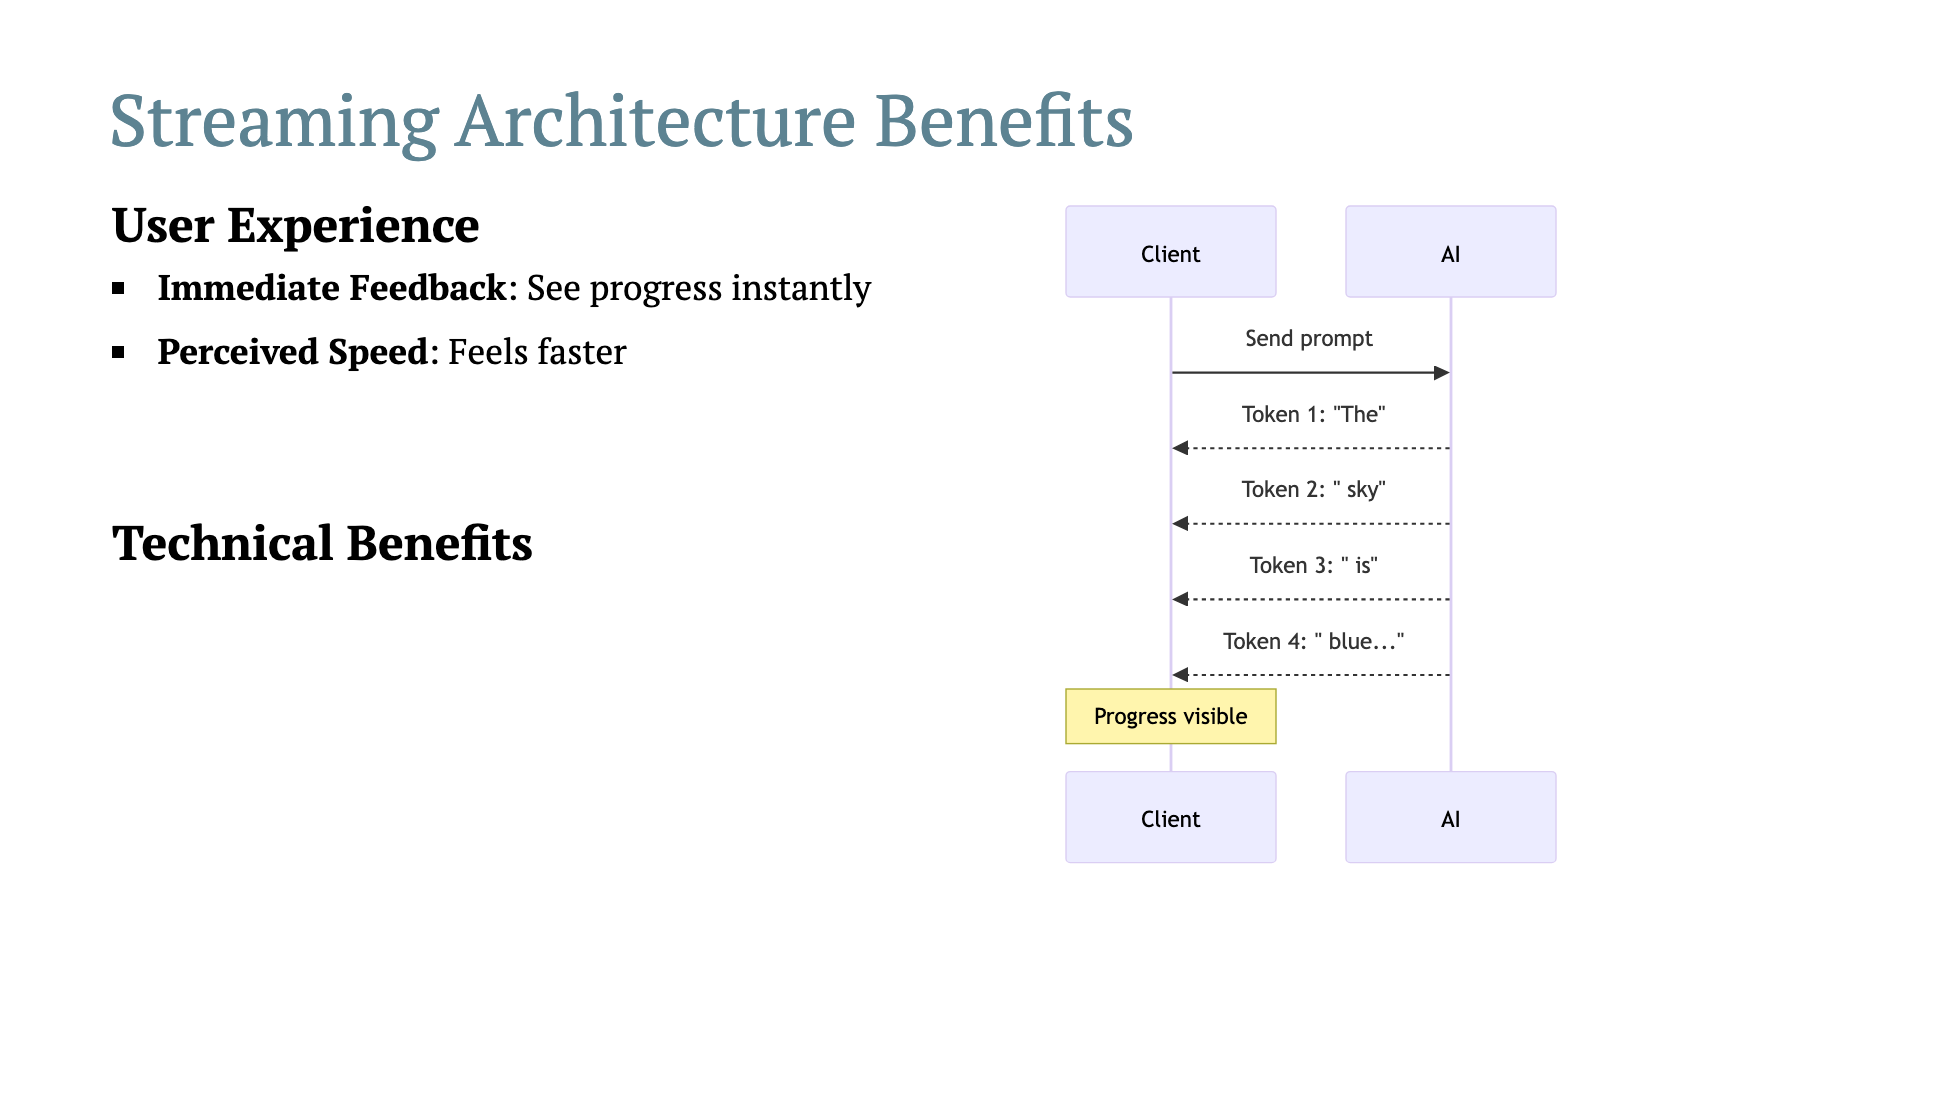 Streaming Architecture Benefits
User Experience
▪ Immediate Feedback: See progress instantly
▪ Perceived Speed: Feels faster
Technical Benefits
Client
AI
Send prompt
Token 1: "The"
Token 2: " sky"
Token 3: " is"
Token 4: " blue..."
Progress visible
Client
AI